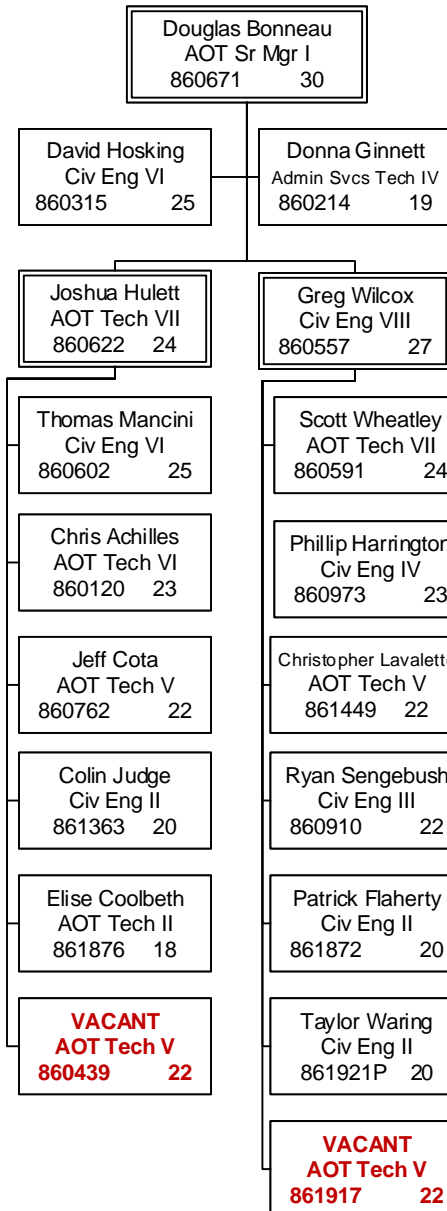 Douglas Bonneau
AOT Sr Mgr I
860671 30
David Hosking
Civ Eng VI
860315 25
Donna Ginnett
Admin Svcs Tech IV
860214 19
Joshua Hulett
AOT Tech VII
860622 24
Thomas Mancini
Civ Eng VI
860602 25
Chris Achilles
AOT Tech VI
860120 23
Jeff Cota
AOT Tech V
860762 22
Colin Judge
Civ Eng II
861363 20
Elise Coolbeth
AOT Tech II
861876 18
VACANT
AOT Tech V
860439 22
Greg Wilcox
Civ Eng VIII
860557 27
Scott Wheatley
AOT Tech VII
860591 24
Phillip Harrington
Civ Eng IV
860973 23
Christopher Lavalette
AOT Tech V
861449 22
Ryan Sengebush
Civ Eng III
860910 22
Patrick Flaherty
Civ Eng II
861872 20
Taylor Waring
Civ Eng II
861921P 20
VACANT
AOT Tech V
861917 22